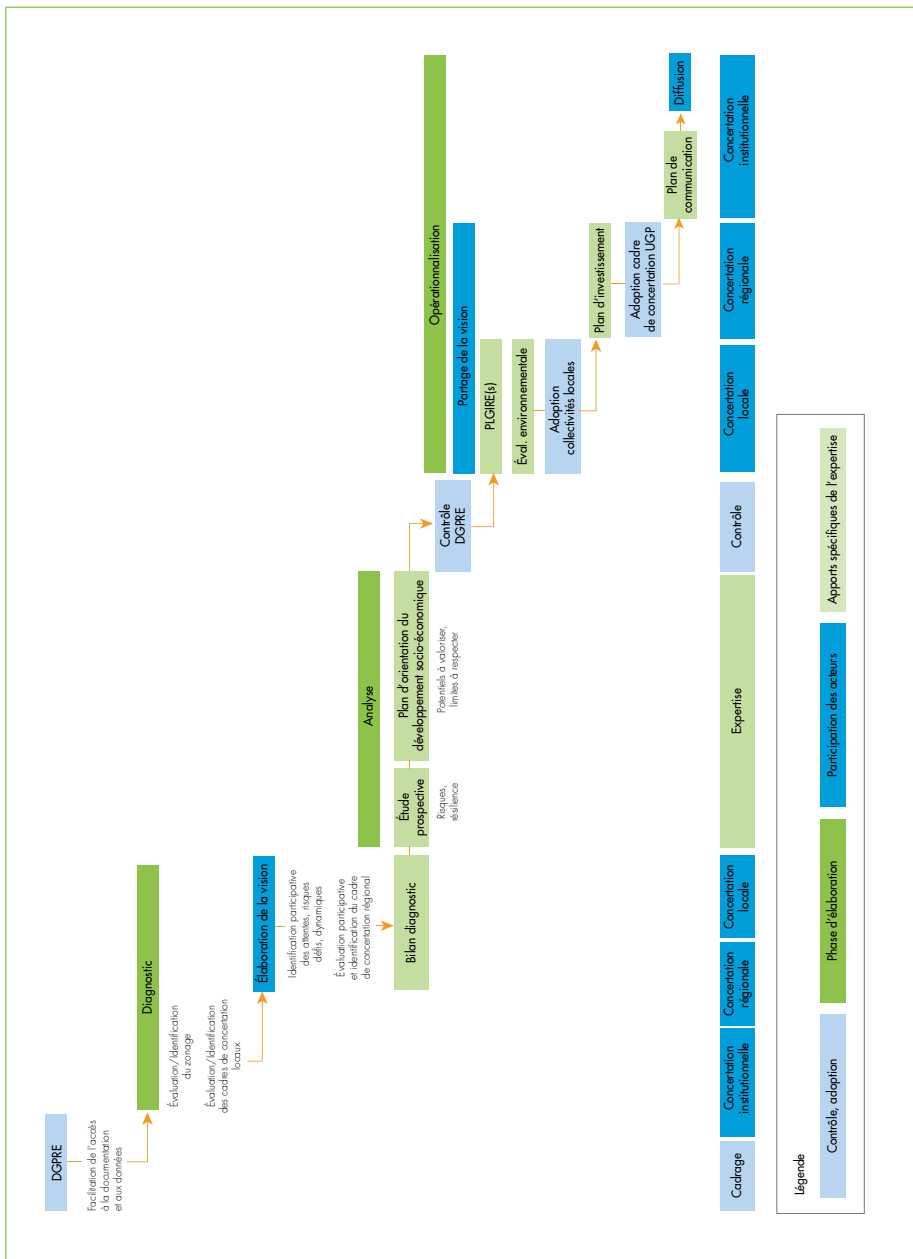 DGPRE
Facilitation de l'accès
à la documentation
et aux données
Diagnostic
Évaluation/Identification
du zonage
Évaluation/Identification
des cadres de concertation
locaux
Élaboration de la vision
Identification participative
des attentes, risques
défis, dynamiques
Évaluation participative
et identification du cadre
de concertation régional
Bilan diagnostic
Analyse
Étude
prospective
Risques,
résilience
Plan d'orientation du
développement socio-économique
Potentiels à valoriser,
limites à respecter
Contrôle
DGPRE
Opérationnalisation
Partage de la vision
PLGIRE(s)
Éval. environnementale
Adoption
collectivités locales
Plan d'investissement
Adoption cadre
de concertation UGP
Plan de
communication
Diffusion
Cadrage
Concertation
institutionnelle
Concertation
régionale
Concertation
locale
Expertise
Contrôle
Concertation
locale
Concertation
régionale
Concertation
institutionnelle
Légende
Contrôle, adoption
Phase d'élaboration
Participation des acteurs
Apports spécifiques de l'expertise